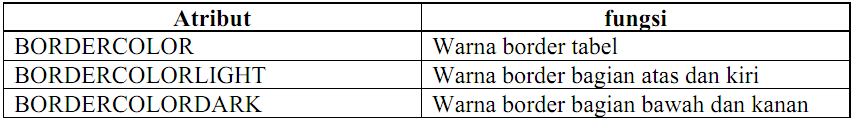 Atribut fungsi
BORDERCOLOR Warna border tabel
BORDERCOLORLIGHT Warna border bagian atas dan kiri
BORDERCOLORDARK Warna border bagian bawah dan kanan